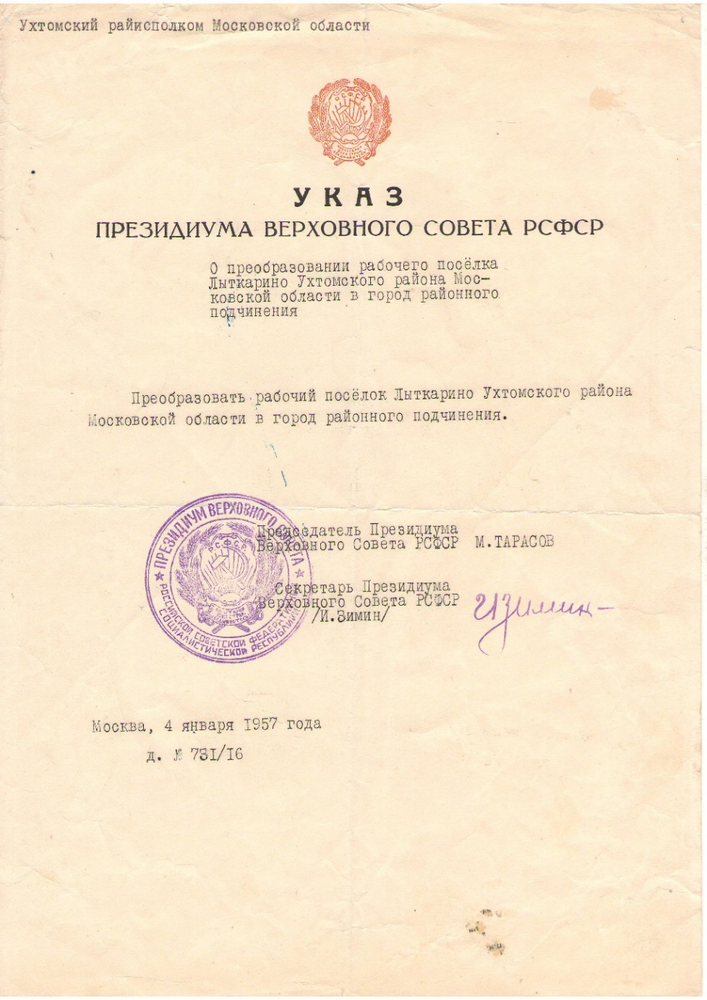 Ухтомский райисполком Московской области
РСФСР
УКАЗ
ПРЕЗИДИУМА ВЕРХОВНОГО СОВЕТА РСФСР
О преобразовании рабочего посёлка
Лыткарино Ухтомского района Мос-
ковской области в город районного
подчинения
Преобразовать рабочий посёлок Лыткарино Ухтомского района
Московской области в город районного подчинения.
Председатель Президиума
Верховного Совета РСФСР М.ТАРАСОВ
Секретарь Президиума
Верховного Совета РСФСР
/И.Зимин/
ИЗимин
ПРЕЗИДИУМ ВЕРХОВНОГО СОВЕТА
РОССИЙСКОЙ СОВЕТСКОЙ ФЕДЕРАТИВНОЙ
СОЦИАЛИСТИЧЕСКОЙ РЕСПУБЛИКИ
РСФСР
Москва, 4 января 1957 года
д. № 731/16